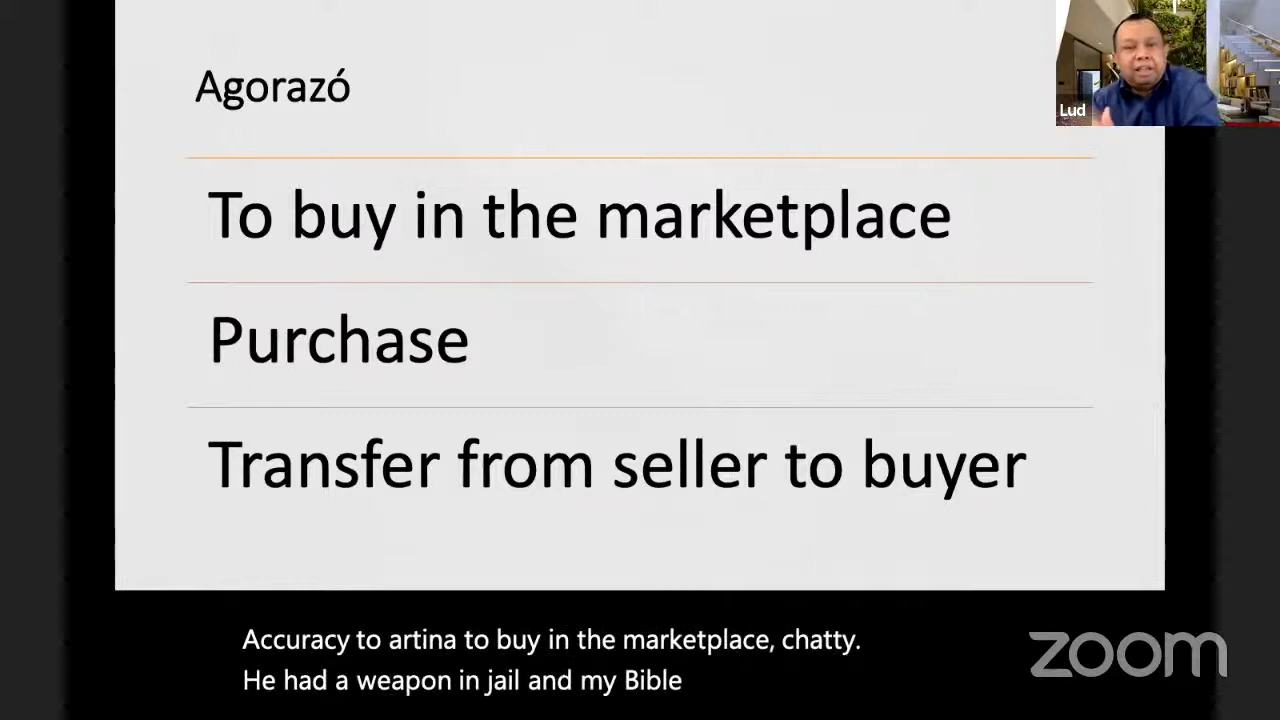 Agorazó
Lud
To buy in the marketplace
Purchase
Transfer from seller to buyer
Accuracy to artina to buy in the marketplace, chatty.
He had a weapon in jail and my Bible
zoom